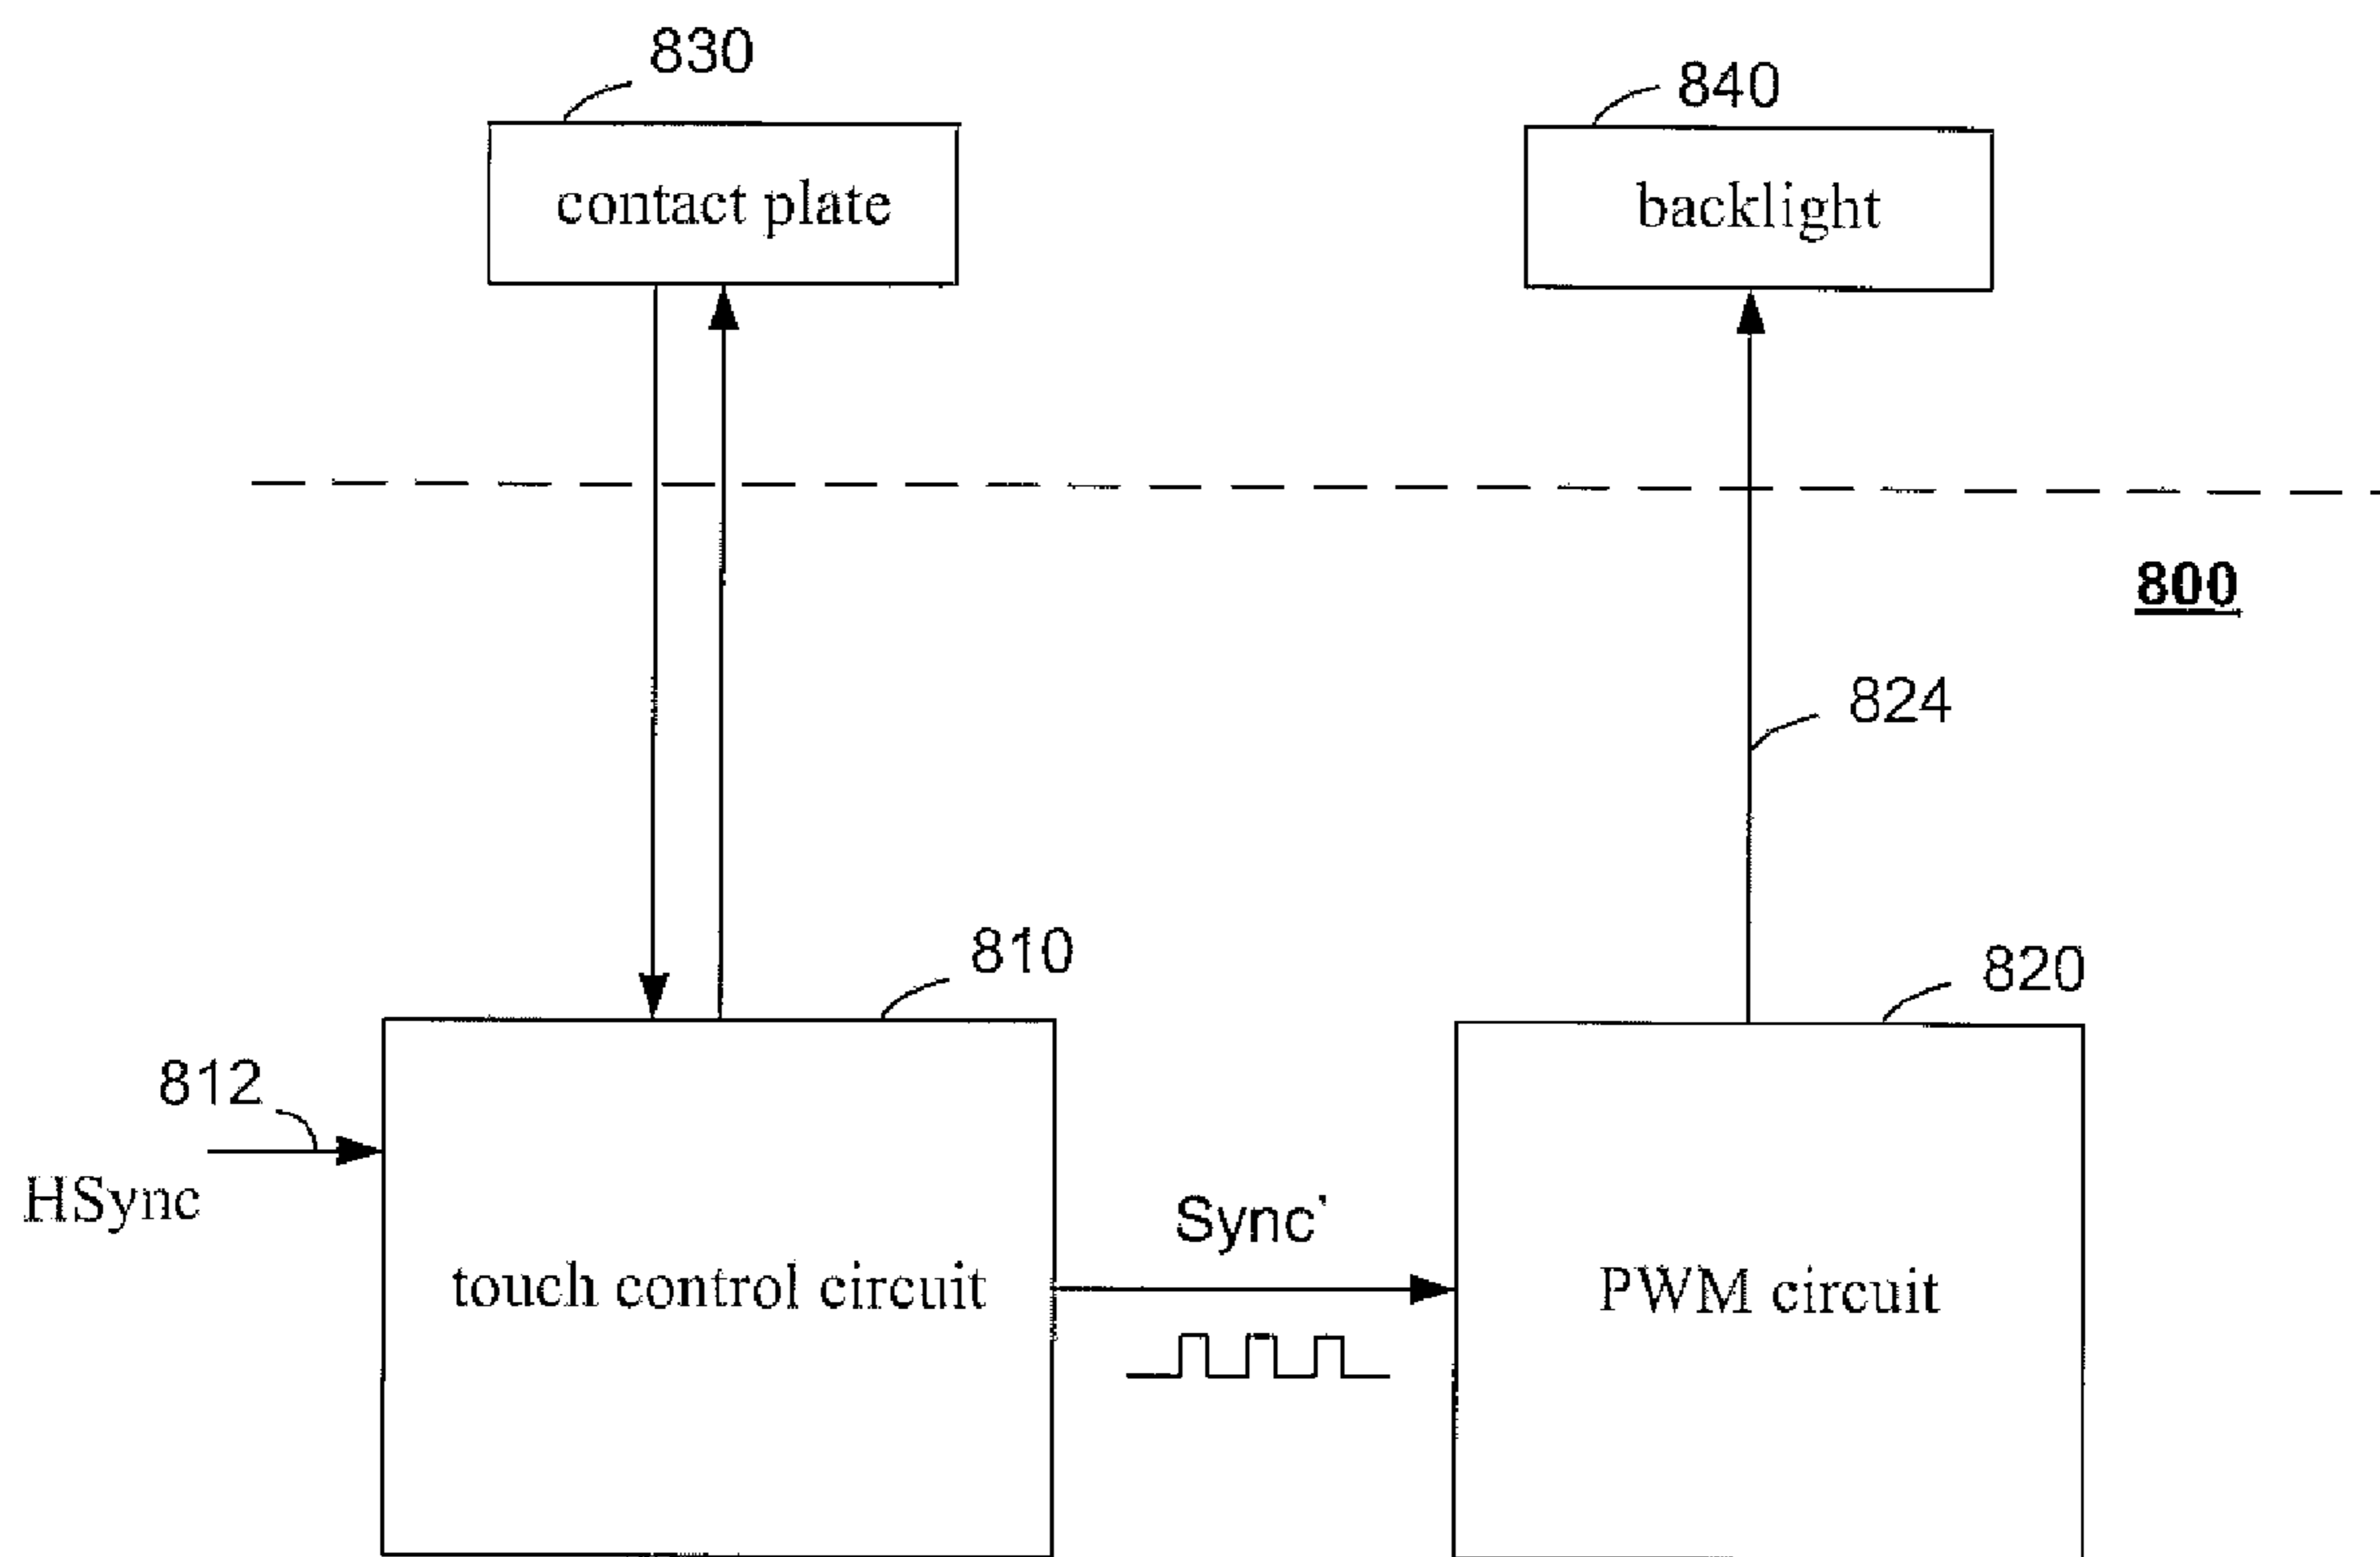 830
840
contact plate
backlight
800
824
810
820
812
HSync
Sync'
touch control circuit
PWM circuit